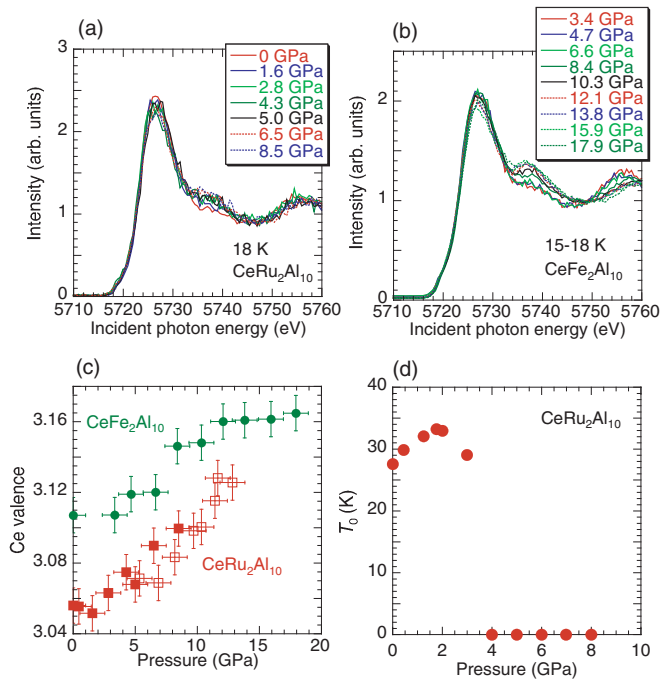 (a)
3
2
1
0
Intensity (arb. units)
0 GPa
1.6 GPa
2.8 GPa
4.3 GPa
5.0 GPa
6.5 GPa
8.5 GPa
18 K
CeRu2Al10
5710 5720 5730 5740 5750 5760
Incident photon energy (eV)
(b)
2
1
0
Intensity (arb. units)
3.4 GPa
4.7 GPa
6.6 GPa
8.4 GPa
10.3 GPa
12.1 GPa
13.8 GPa
15.9 GPa
17.9 GPa
15-18 K
CeFe2Al10
5710 5720 5730 5740 5750 5760
Incident photon energy (eV)
(c)
3.16
3.12
3.08
3.04
Ce valence
CeFe2Al10
CeRu2Al10
0 5 10 15 20
Pressure (GPa)
(d)
40
30
20
10
0
T0 (K)
CeRu2Al10
0 2 4 6 8 10
Pressure (GPa)